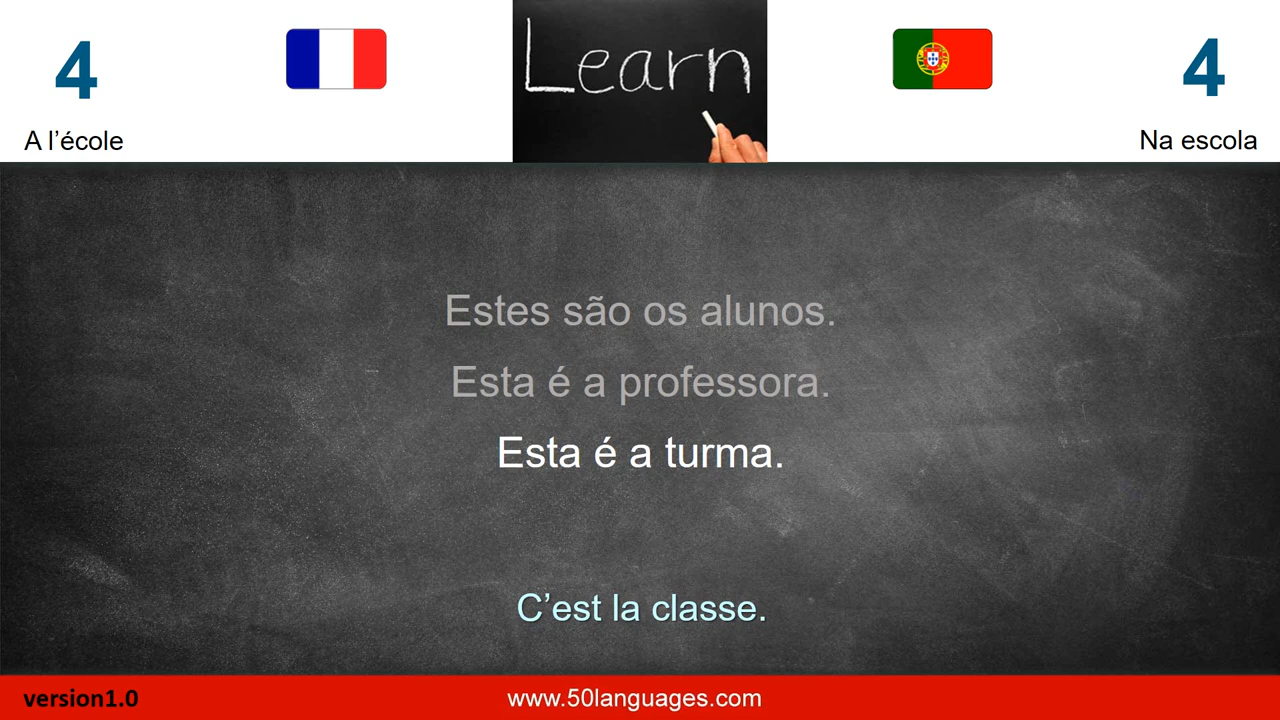 4
A l’école
Learn
4
Na escola
Estes são os alunos.
Esta é a professora.
Esta é a turma.
C’est la classe.
version1.0
www.50languages.com